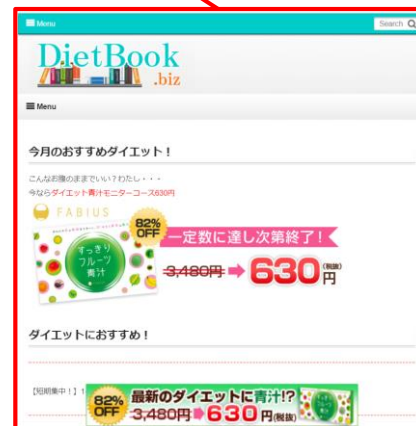 Menu
Search
DietBook
.biz
Menu
今月のおすすめダイエット！
こんなお腹のままでいい？わたし・・・
今ならダイエット青汁モニターコース630円
FABIUS
82%
OFF
一定数に達し次第終了！
すっきり
フルーツ
青汁
3,480円 630円(税抜)
ダイエットにおすすめ！
【短期集中！】
82%
OFF
最新のダイエットに青汁!?
3,480円 630円(税抜)